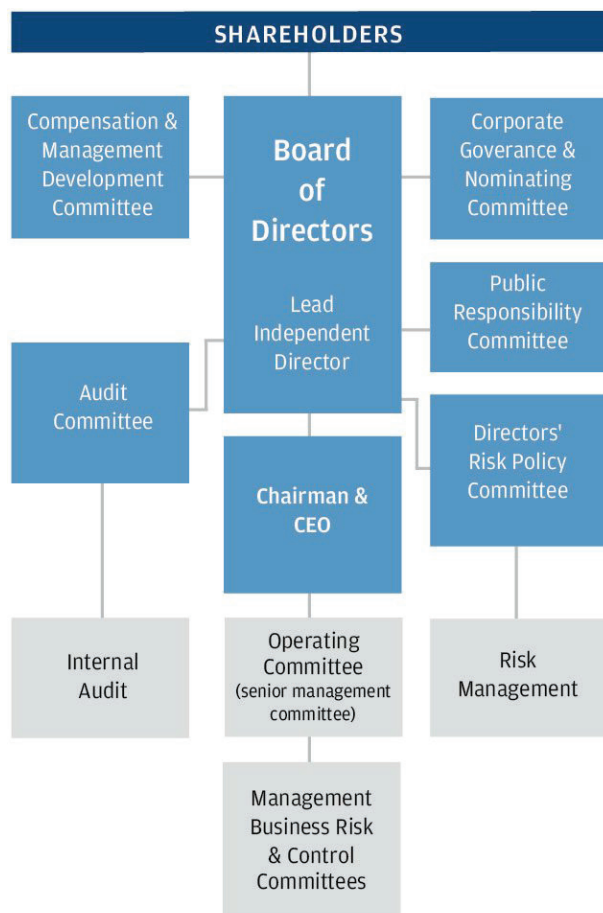 SHAREHOLDERS
Compensation &
Management
Development
Committee
Board
of
Directors
Lead
Independent
Director
Corporate
Goverance &
Nominating
Committee
Public
Responsibility
Committee
Audit
Committee
Directors'
Risk Policy
Committee
Chairman &
CEO
Internal
Audit
Operating
Committee
(senior management
committee)
Risk
Management
Management
Business Risk
& Control
Committees